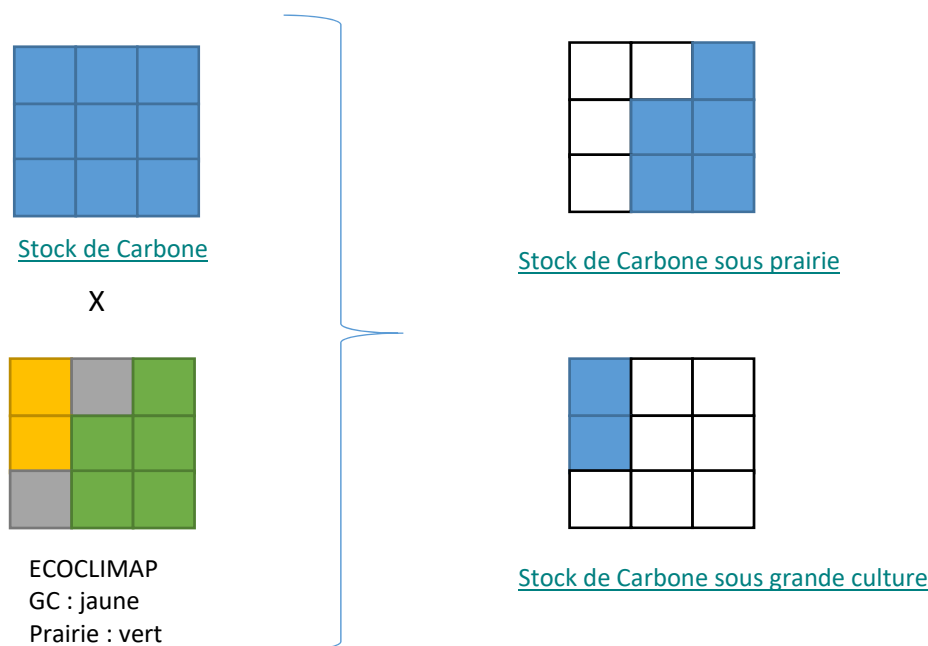 Stock de Carbone
X
ECOCLIMAP
GC : jaune
Prairie : vert
Stock de Carbone sous prairie
Stock de Carbone sous grande culture